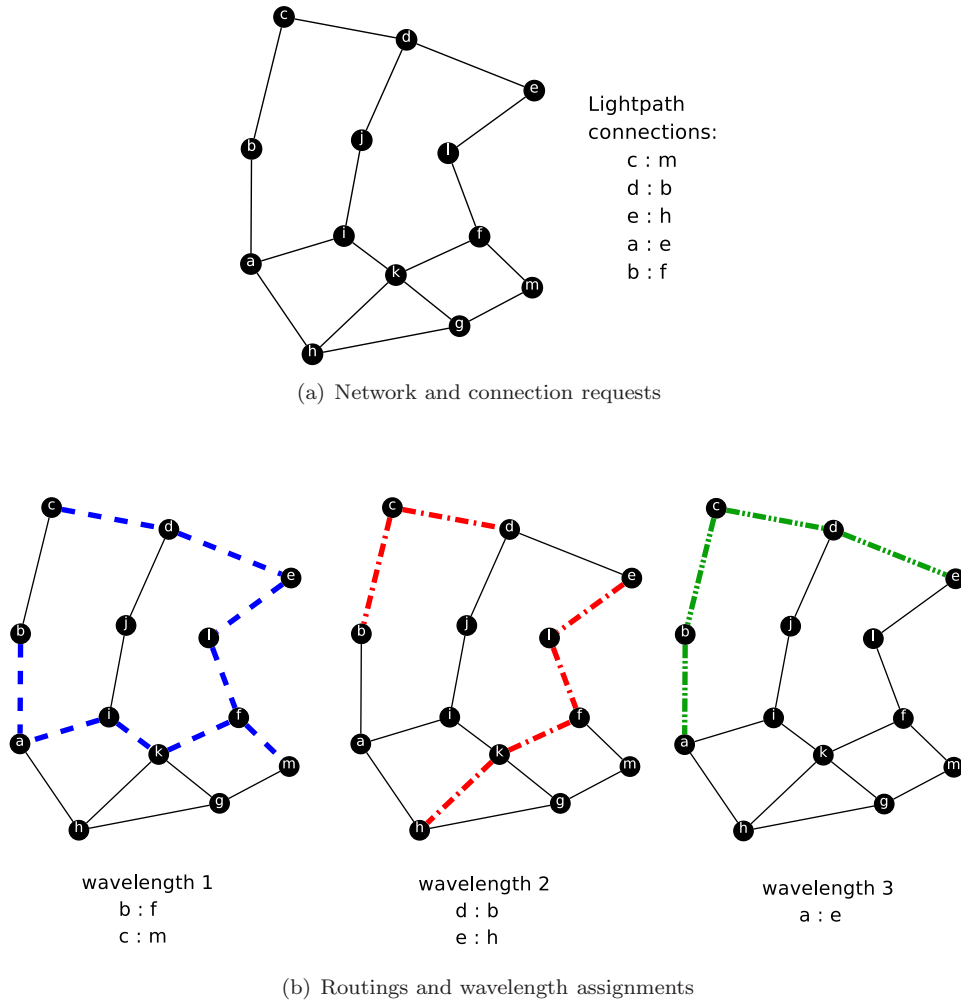 c
d
e
j
l
b
i
f
a
k
m
g
h
Lightpath
connections:
c : m
d : b
e : h
a : e
b : f
(a) Network and connection requests
c
d
e
b
j
l
i
f
a
k
m
g
h
c
d
e
b
j
l
i
f
a
k
m
g
h
c
d
e
b
j
l
i
f
a
k
m
g
h
wavelength 1
b : f
c : m
wavelength 2
d : b
e : h
wavelength 3
a : e
(b) Routings and wavelength assignments